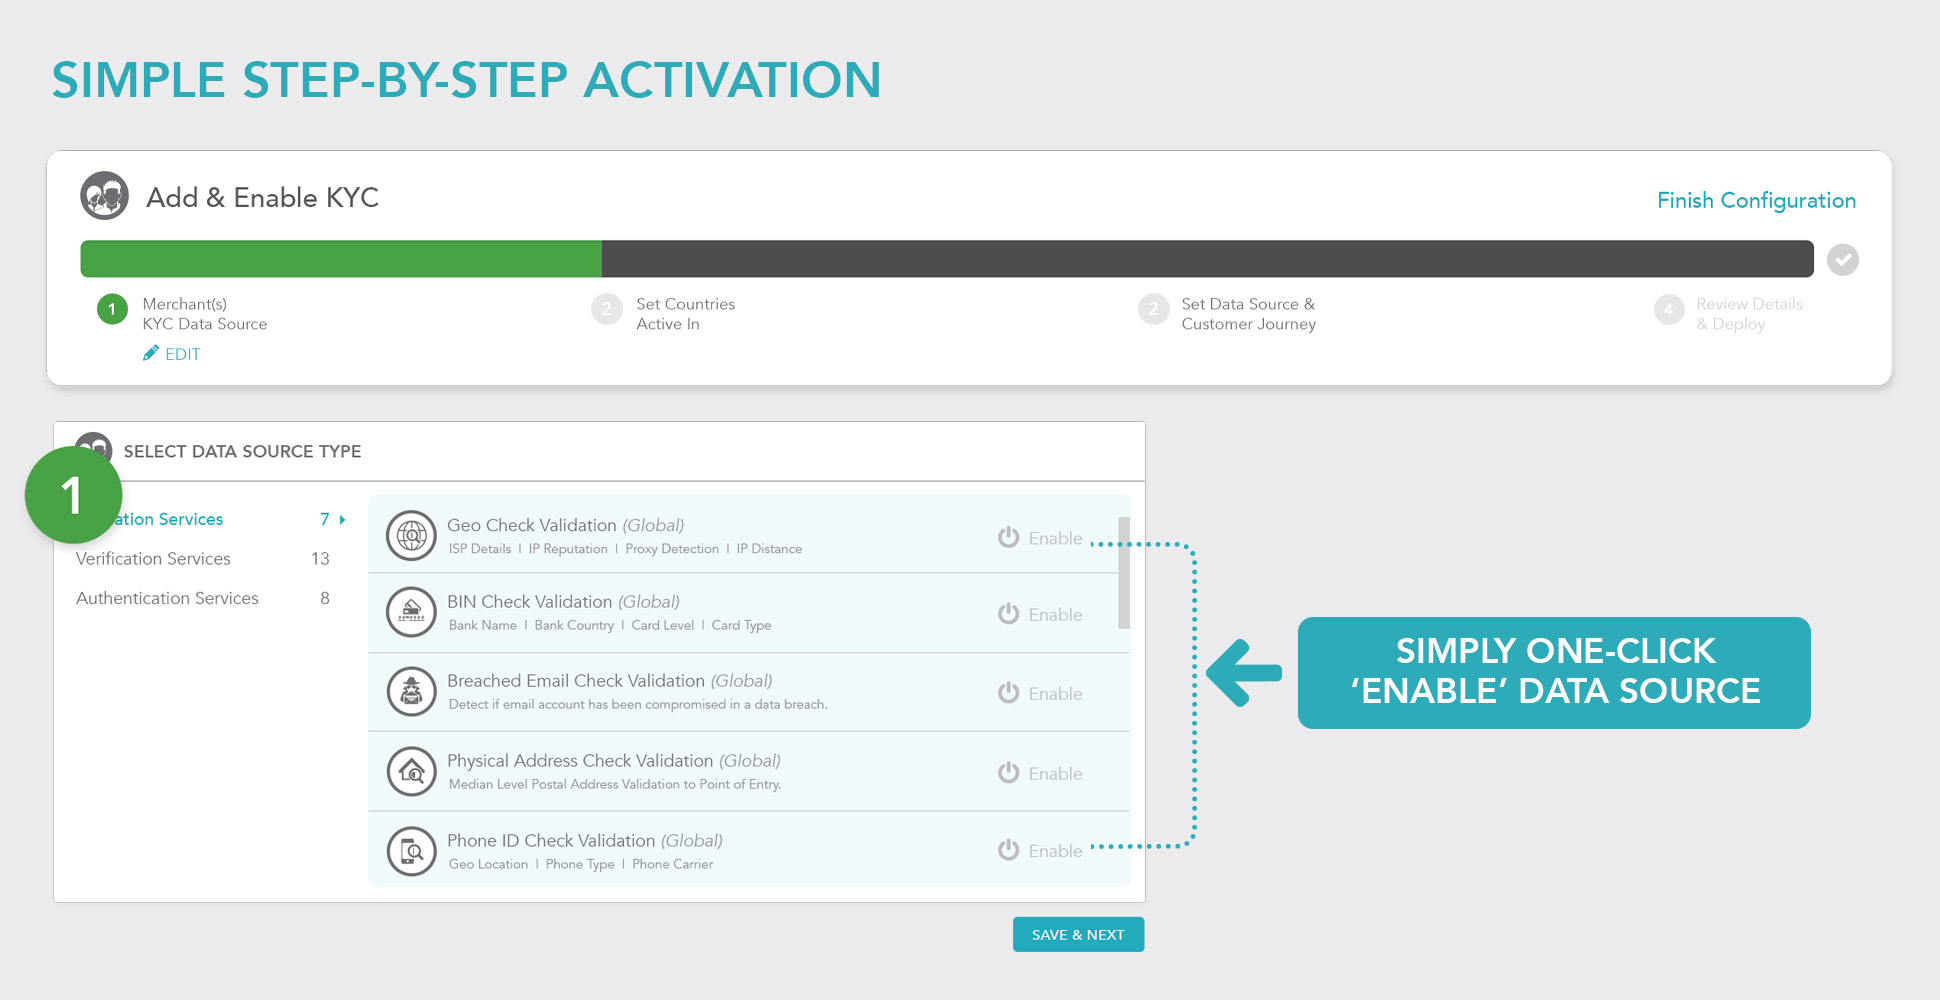 SIMPLE STEP-BY-STEP ACTIVATION
Add & Enable KYC
Finish Configuration
1
Merchant(s)
KYC Data Source
EDIT
2
Set Countries
Active In
2
Set Data Source &
Customer Journey
4
Review Details
& Deploy
SELECT DATA SOURCE TYPE
1
ation Services 7
Verification Services 13
Authentication Services 8
Geo Check Validation (Global)
ISP Details | IP Reputation | Proxy Detection | IP Distance
Enable
BIN Check Validation (Global)
Bank Name | Bank Country | Card Level | Card Type
Enable
Breached Email Check Validation (Global)
Detect if email account has been compromised in a data breach.
Enable
Physical Address Check Validation (Global)
Median Level Postal Address Validation to Point of Entry.
Enable
Phone ID Check Validation (Global)
Geo Location | Phone Type | Phone Carrier
Enable
SIMPLY ONE-CLICK
‘ENABLE’ DATA SOURCE
SAVE & NEXT